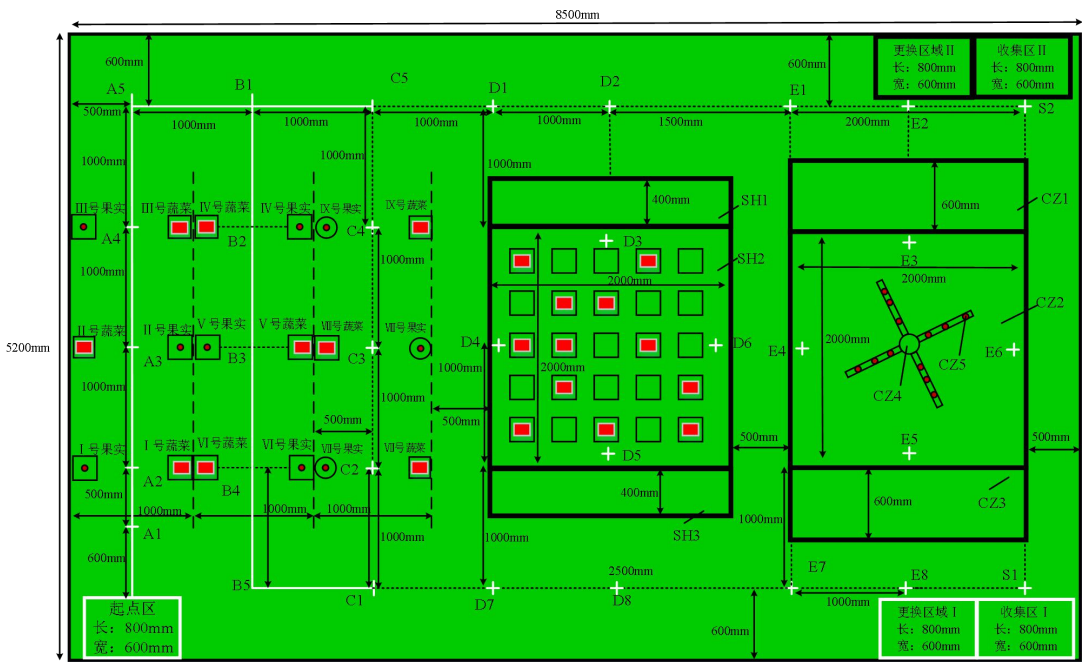 8500mm
600mm
600mm
更换区域II
长：800mm
宽：600mm
收集区II
长：800mm
宽：600mm
A5
B1
C5
D1
D2
E1
E2
S2
500mm
1000mm
1000mm
1000mm
1000mm
1500mm
2000mm
1000mm
1000mm
1000mm
III号果实
III号蔬菜
IV号蔬菜
IV号果实
IX号果实
IX号蔬菜
A4
B2
C4
400mm
SH1
600mm
CZ1
D3
SH2
E3
2000mm
2000mm
1000mm
1000mm
II号蔬菜
II号果实
V号果实
V号蔬菜
VIII号蔬菜
VIII号果实
5200mm
A3
B3
C3
D4
D6
E4
E6
2000mm
CZ2
CZ5
CZ4
1000mm
2000mm
1000mm
1000mm
500mm
500mm
500mm
500mm
I号果实
I号蔬菜
VI号蔬菜
VI号果实
VII号果实
VII号蔬菜
A2
B4
C2
D5
E5
500mm
1000mm
1000mm
1000mm
400mm
600mm
CZ3
SH3
A1
1000mm
1000mm
1000mm
600mm
B5
C1
D7
2500mm
D8
E7
E8
S1
1000mm
600mm
起点区
长：800mm
宽：600mm
更换区域I
长：800mm
宽：600mm
收集区I
长：800mm
宽：600mm